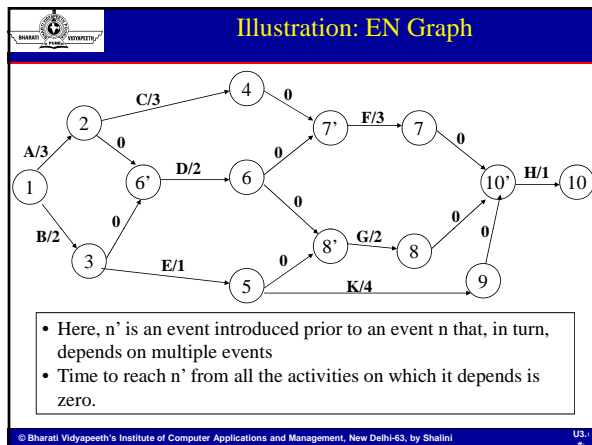 BHARATI VIDYAPEETH
PUNE
Illustration: EN Graph
C/3
4
0
2
7’
F/3
7
0
A/3
0
D/2
0
1
6’
6
10’
H/1
10
0
0
B/2
0
G/2
0
3
8’
8
0
E/1
0
5
K/4
9
• Here, n’ is an event introduced prior to an event n that, in turn,
depends on multiple events
• Time to reach n’ from all the activities on which it depends is
zero.
© Bharati Vidyapeeth’s Institute of Computer Applications and Management, New Delhi-63, by Shalini
U3.
#